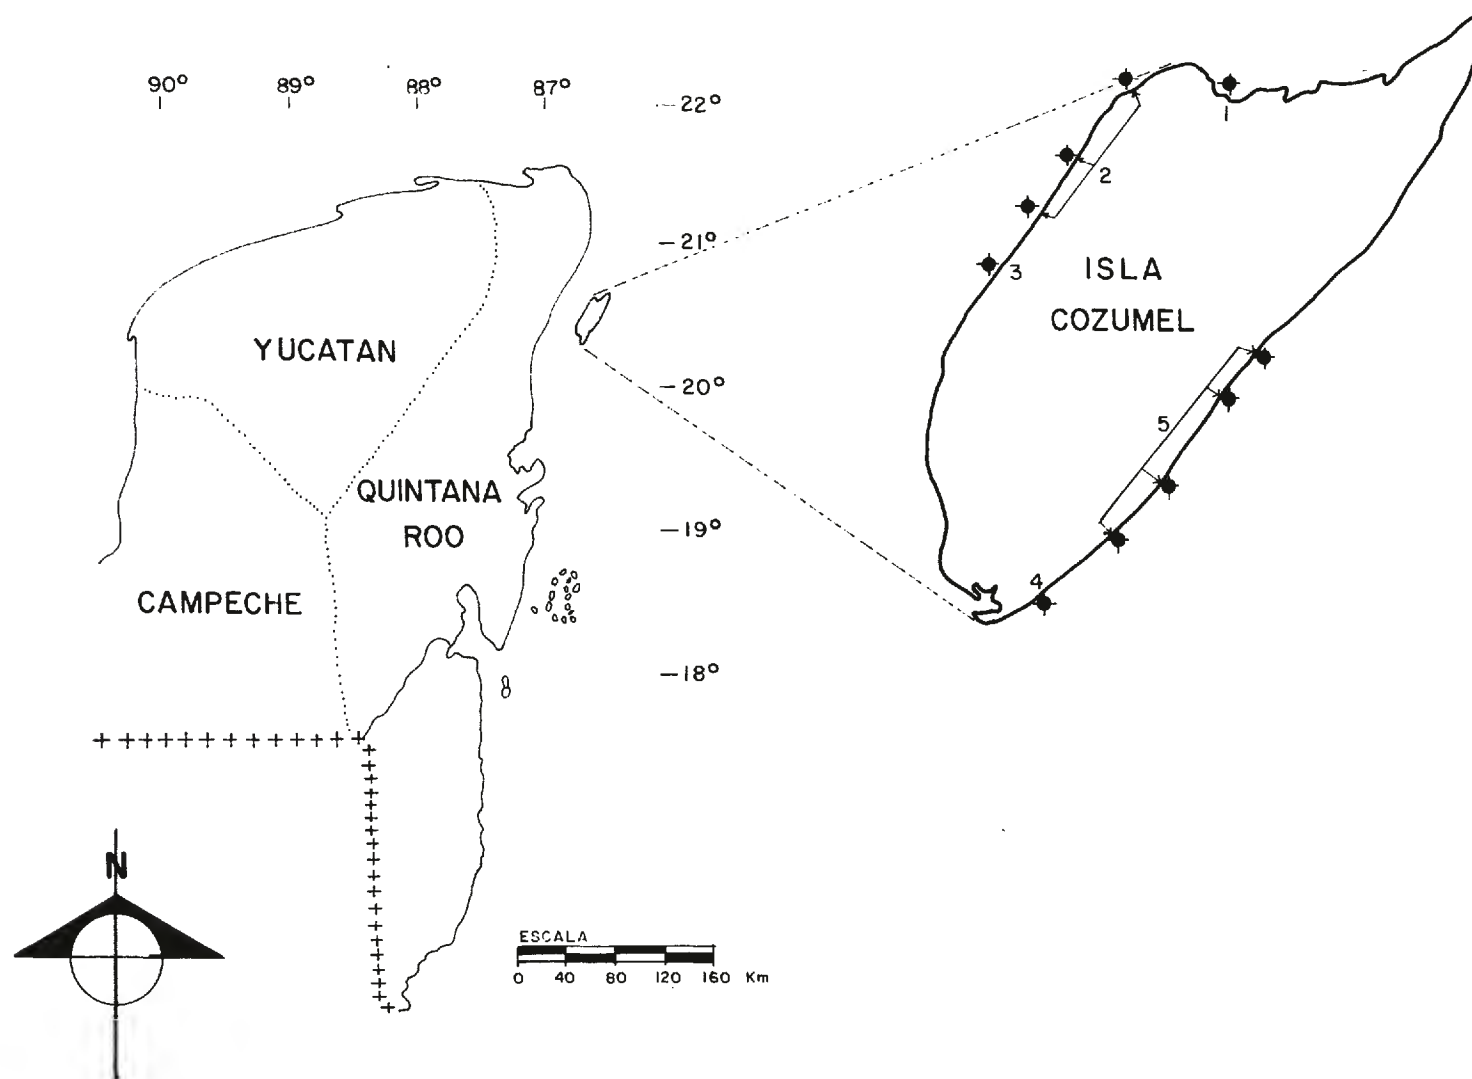 90° 89° 88° 87°
22°
21°
20°
19°
18°
YUCATAN
QUINTANA
ROO
CAMPECHE
1
2
3
ISLA
COZUMEL
5
4
N
ESCALA
0 40 80 120 160 Km